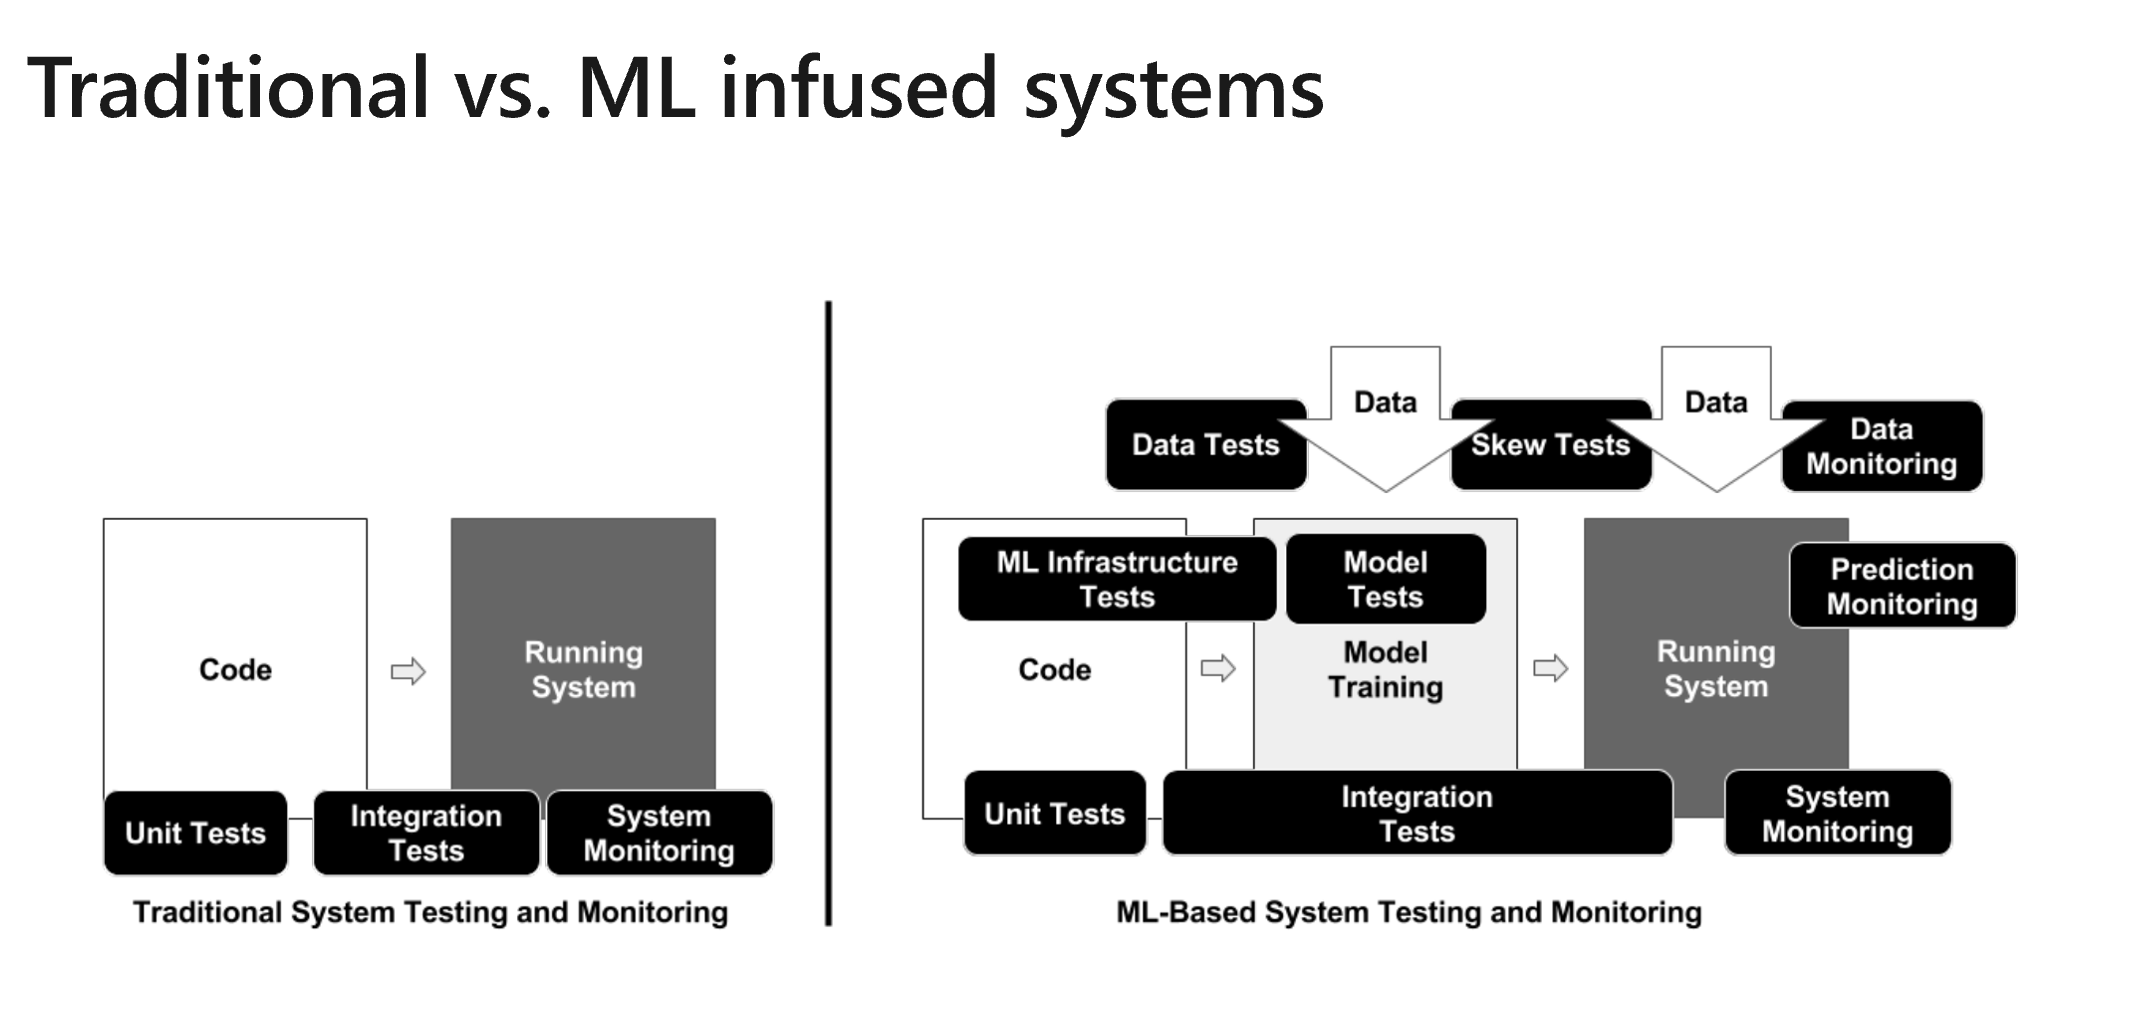 Traditional vs. ML infused systems
Code
Running
System
Unit Tests
Integration
Tests
System
Monitoring
Traditional System Testing and Monitoring
Data
Data
Data Tests
Skew Tests
Data
Monitoring
ML Infrastructure
Tests
Model
Tests
Prediction
Monitoring
Code
Model
Training
Running
System
Unit Tests
Integration
Tests
System
Monitoring
ML-Based System Testing and Monitoring